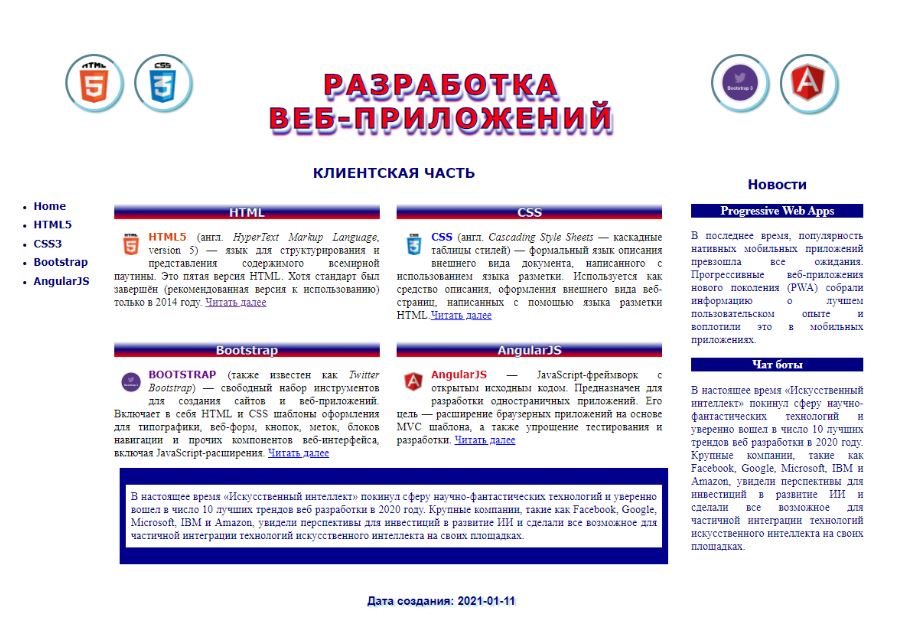 HTML
5
CSS
3
РАЗРАБОТКА
ВЕБ-ПРИЛОЖЕНИЙ
Bootstrap 3
A
КЛИЕНТСКАЯ ЧАСТЬ
Home
HTML5
CSS3
Bootstrap
AngularJS
HTML
HTML5 (англ. HyperText Markup Language,
version 5) — язык для структурирования и
представления содержимого всемирной
паутины. Это пятая версия HTML. Хотя стандарт был
завершён (рекомендованная версия к использованию)
только в 2014 году. Читать далее
CSS
CSS (англ. Cascading Style Sheets — каскадные
таблицы стилей) — формальный язык описания
внешнего вида документа, написанного с
использованием языка разметки. Используется как
средство описания, оформления внешнего вида веб-
страниц, написанных с помощью языка разметки
HTML.Читать далее
Bootstrap
BOOTSTRAP (также известен как Twitter
Bootstrap) — свободный набор инструментов
для создания сайтов и веб-приложений.
Включает в себя HTML и CSS шаблоны оформления
для типографики, веб-форм, кнопок, меток, блоков
навигации и прочих компонентов веб-интерфейса,
включая JavaScript-расширения. Читать далее
AngularJS
AngularJS — JavaScript-фреймворк с
открытым исходным кодом. Предназначен для
разработки одностраничных приложений. Его
цель — расширение браузерных приложений на основе
MVC шаблона, а также упрощение тестирования и
разработки. Читать далее
В настоящее время «Искусственный интеллект» покинул сферу научно-фантастических технологий и уверенно
вошел в число 10 лучших трендов веб разработки в 2020 году. Крупные компании, такие как Facebook, Google,
Microsoft, IBM и Amazon, увидели перспективы для инвестиций в развитие ИИ и сделали все возможное для
частичной интеграции технологий искусственного интеллекта на своих площадках.
Новости
Progressive Web Apps
В последнее время, популярность
нативных мобильных приложений
превзошла все ожидания.
Прогрессивные веб-приложения
нового поколения (PWA) собрали
информацию о лучшем
пользовательском опыте и
воплотили это в мобильных
приложениях.
Чат боты
В настоящее время «Искусственный
интеллект» покинул сферу научно-
фантастических технологий и
уверенно вошел в число 10 лучших
трендов веб разработки в 2020 году.
Крупные компании, такие как
Facebook, Google, Microsoft, IBM и
Amazon, увидели перспективы для
инвестиций в развитие ИИ и
сделали все возможное для
частичной интеграции технологий
искусственного интеллекта на своих
площадках.
Дата создания: 2021-01-11